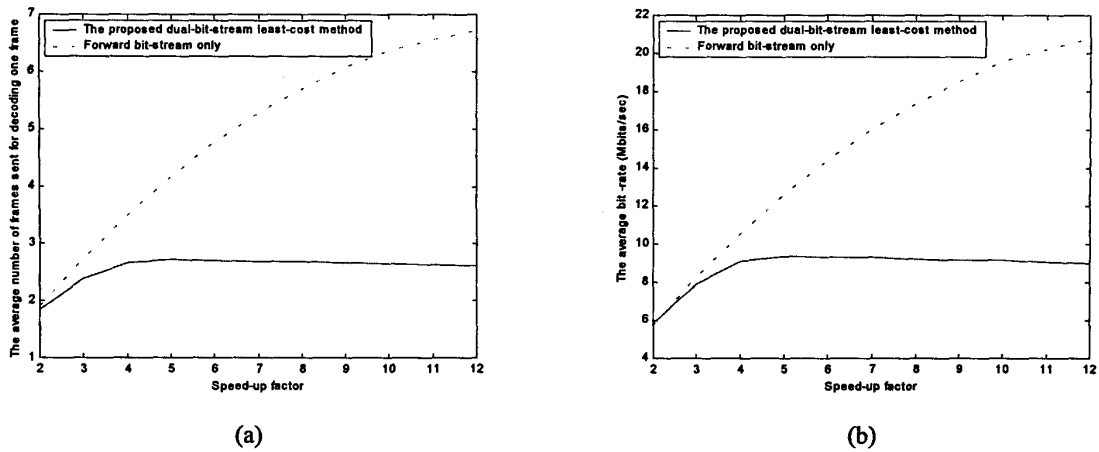 The average number of frames sent for decoding one frame
7
6
5
4
3
2
1
The proposed dual-bit-stream least-cost method
Forward bit-stream only
2 3 4 5 6 7 8 9 10 11 12
Speed-up factor
(a)
The average bit -rate (Mbits/sec)
22
20
18
16
14
12
10
8
6
4
The proposed dual-bit-stream least-cost method
Forward bit-stream only
2 3 4 5 6 7 8 9 10 11 12
Speed-up factor
(b)